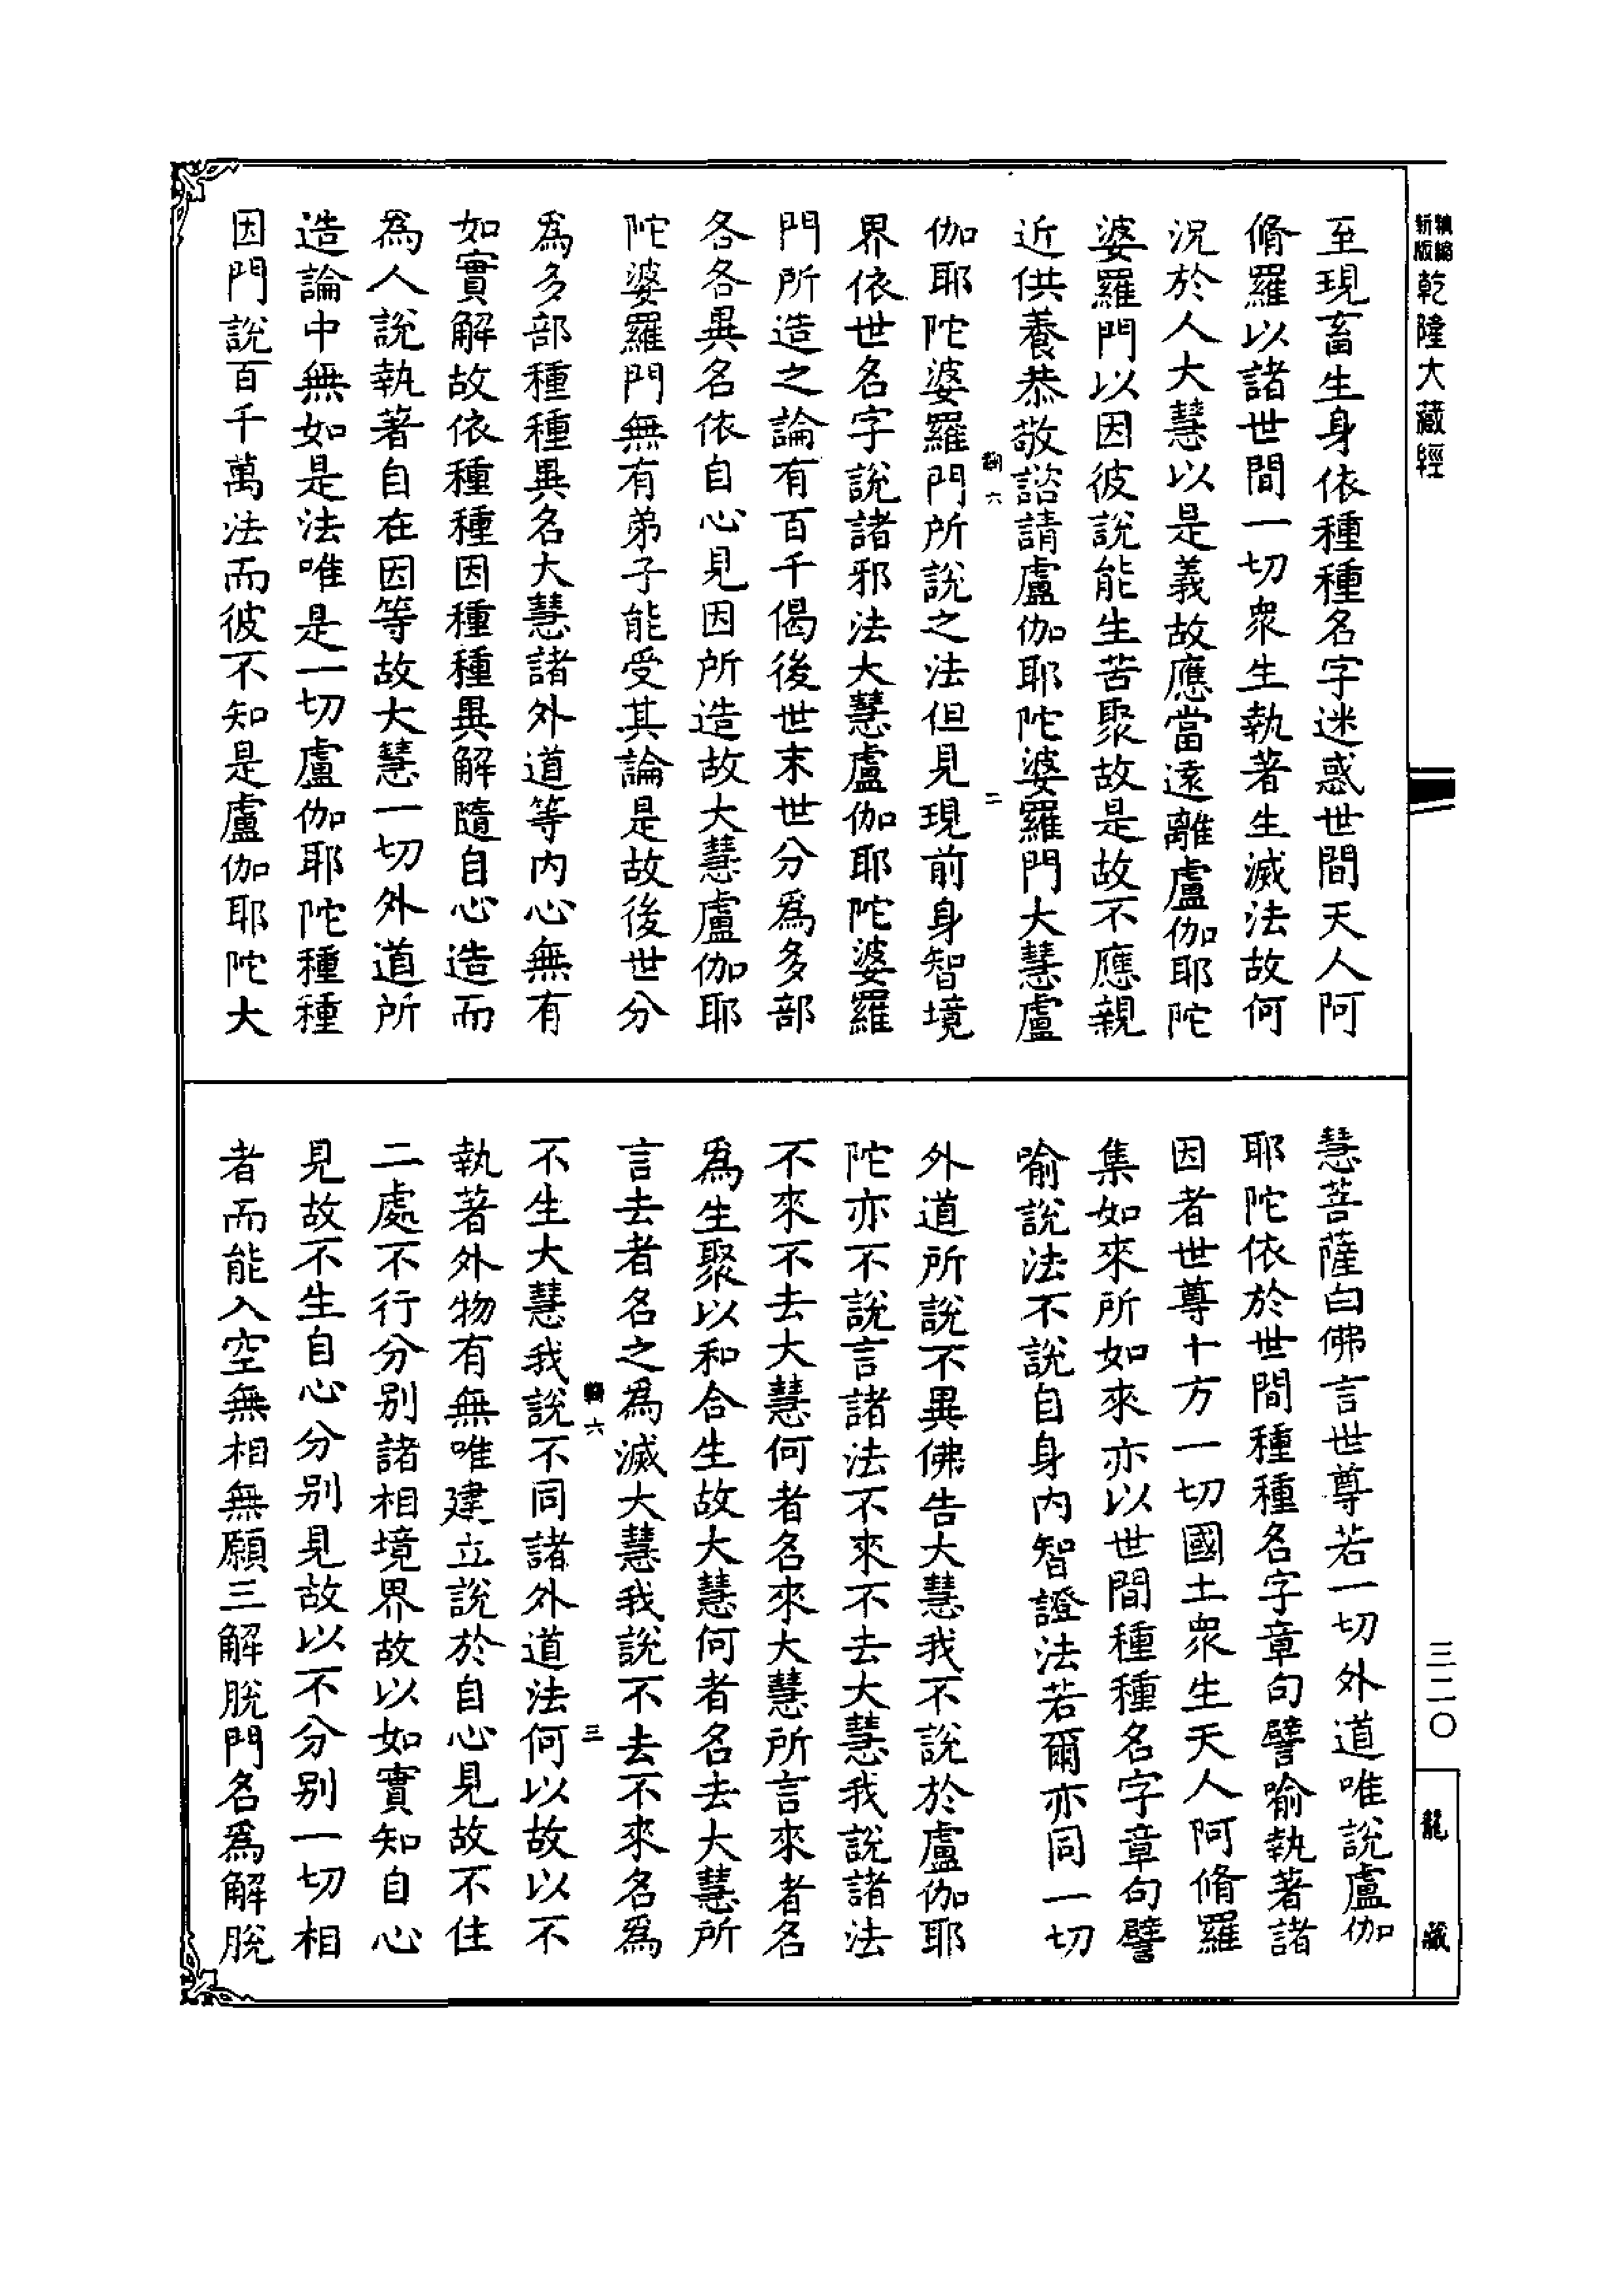 新版
縮
乾隆大藏經
三二〇
龍藏
至現畜生身依種種名字迷惑世間天人阿
脩羅以諸世間一切衆生執著生滅法故何
況於人大慧以是義故應當遠離盧伽耶陀
婆羅門以因彼說能生苦聚故是故不應親
近供養恭敬諮請盧伽耶陀婆羅門大慧盧
六 二
伽耶陀婆羅門所說之法但見現前身智境
界依世名字說諸邪法大慧盧伽耶陀婆羅
門所造之論有百千偈後世末世分爲多部
各各異名依自心見因所造故大慧盧伽耶
陀婆羅門無有弟子能受其論是故後世分
爲多部種種異名大慧諸外道等內心無有
如實解故依種種因種種異解隨自心造而
爲人說執著自在因等故大慧一切外道所
造論中無如是法唯是一切盧伽耶陀種種
因門說百千萬法而彼不知是盧伽耶陀大
慧菩薩白佛言世尊若一切外道唯說盧伽
耶陀依於世間種種名字章句譬喻執著諸
因者世尊十方一切國土衆生天人阿脩羅
集如來所如來亦以世間種種名字章句譬
喻說法不說自身內智證法若爾亦同一切
外道所說不異佛告大慧我不說於盧伽耶
陀亦不說言諸法不來不去大慧我說諸法
不來不去大慧何者名來大慧所言來者名
爲生聚以和合生故大慧何者名去大慧所
言去者名之爲滅大慧我說不去不來名爲
六 三
不生大慧我說不同諸外道法何以故以不
執著外物有無唯建立說於自心見故不住
二處不行分別諸相境界故以如實知自心
見故不生自心分別見故以不分別一切相
者而能入空無相無願三解脫門名爲解脫